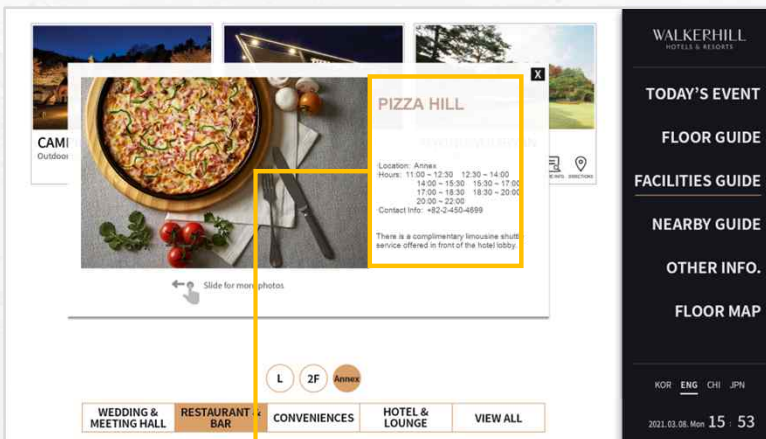 WALKERHILL
HOTELS & RESORTS
TODAY'S EVENT
FLOOR GUIDE
FACILITIES GUIDE
NEARBY GUIDE
OTHER INFO.
FLOOR MAP
KOR ENG CHI JPN
2021.03.08. Mon 15 : 53
X
PIZZA HILL
Location: Annex
Hours: 11:00 ~ 12:30 12:30 ~ 14:00
14:00 ~ 15:30 15:30 ~ 17:00
17:00 ~ 18:30 18:30 ~ 20:00
20:00 ~ 22:00
Contact Info: +82-2-450-4699
There is a complimentary limousine shutt
service offered in front of the hotel lobby.
Slide for more photos
CAM
Outdoor
DIRECTIONS
L 2F Annex
WEDDING &
MEETING HALL
RESTAURANT &
BAR
CONVENIENCES
HOTEL &
LOUNGE
VIEW ALL